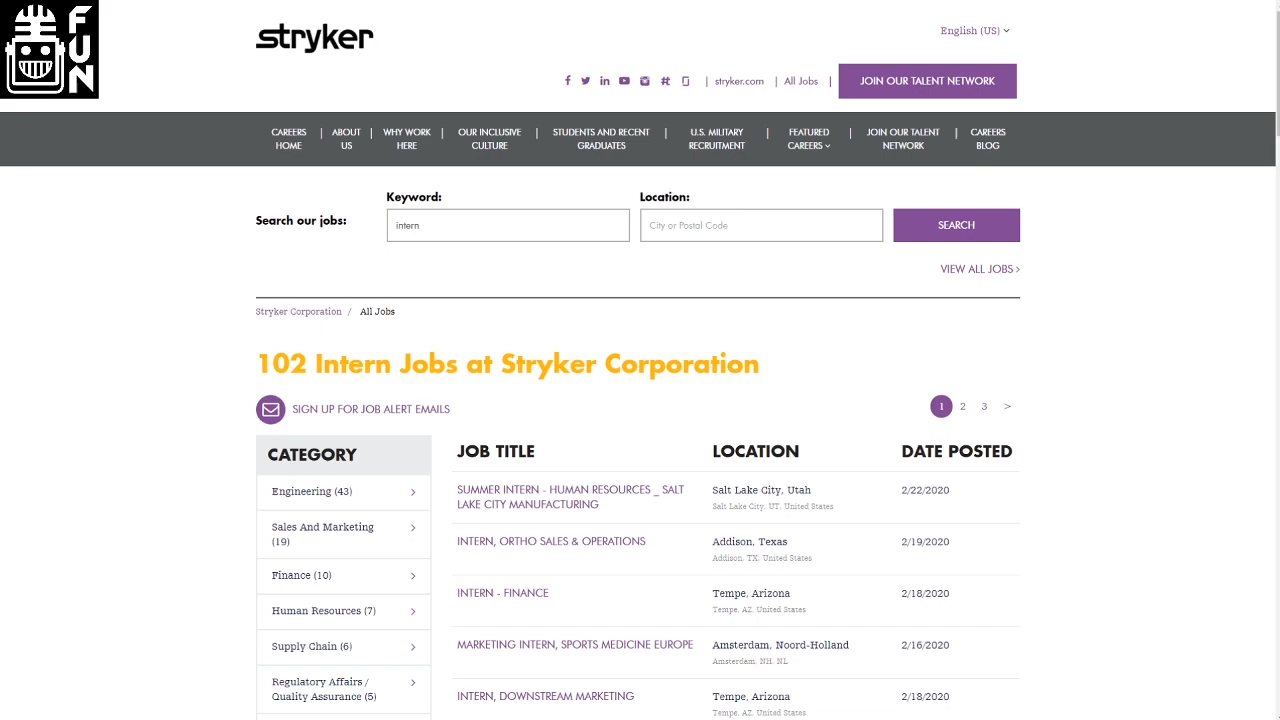 FUN
stryker
English (US)
stryker.com | All Jobs | JOIN OUR TALENT NETWORK
CAREERS HOME | ABOUT US | WHY WORK HERE | OUR INCLUSIVE CULTURE | STUDENTS AND RECENT GRADUATES | U.S. MILITARY RECRUITMENT | FEATURED CAREERS | JOIN OUR TALENT NETWORK | CAREERS BLOG
Keyword: Location:
Search our jobs: intern City or Postal Code SEARCH
VIEW ALL JOBS >
Stryker Corporation / All Jobs
102 Intern Jobs at Stryker Corporation
SIGN UP FOR JOB ALERT EMAILS
1 2 3 >
CATEGORY
Engineering (43)
Sales And Marketing
(19)
Finance (10)
Human Resources (7)
Supply Chain (6)
Regulatory Affairs /
Quality Assurance (5)
JOB TITLE LOCATION DATE POSTED
SUMMER INTERN - HUMAN RESOURCES _ SALT Salt Lake City, Utah 2/22/2020
LAKE CITY MANUFACTURING Salt Lake City, UT, United States
INTERN, ORTHO SALES & OPERATIONS Addison, Texas 2/19/2020
Addison, TX, United States
INTERN - FINANCE Tempe, Arizona 2/18/2020
Tempe, AZ, United States
MARKETING INTERN, SPORTS MEDICINE EUROPE Amsterdam, Noord-Holland 2/16/2020
Amsterdam, NH, NL
INTERN, DOWNSTREAM MARKETING Tempe, Arizona 2/18/2020
Tempe, AZ, United States